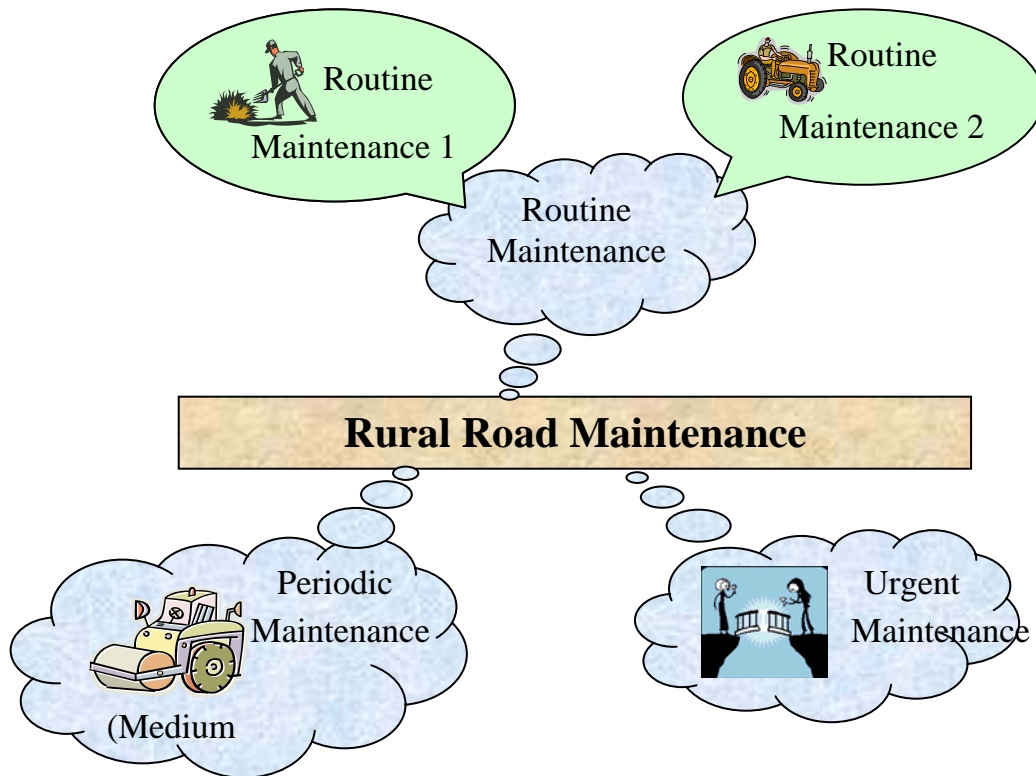 Routine
Maintenance 1
Routine
Maintenance 2
Routine
Maintenance
Rural Road Maintenance
Periodic
Maintenance
(Medium
Urgent
Maintenance